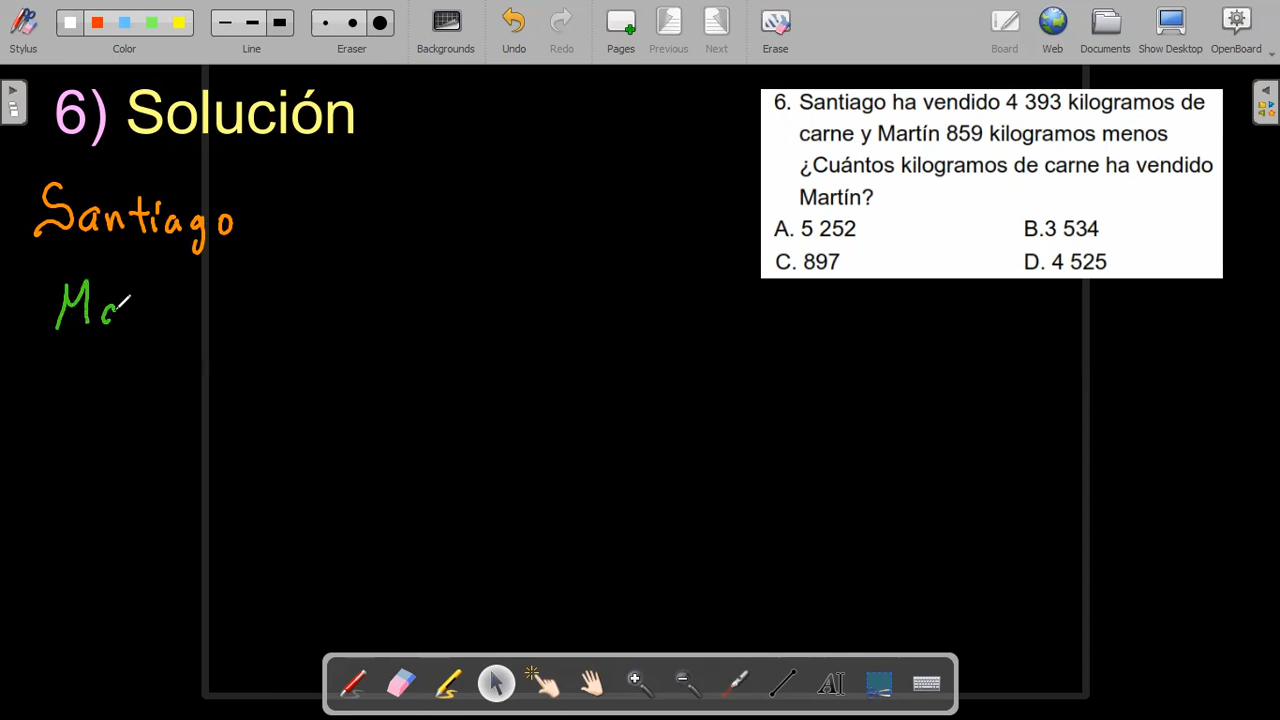 Stylus
Color
Line
Eraser
Backgrounds
Undo
Redo
Pages
Previous
Next
Erase
Board
Web
Documents
Show Desktop
OpenBoard
6) Solución
Santiago
Ma
6. Santiago ha vendido 4 393 kilogramos de
carne y Martín 859 kilogramos menos
¿Cuántos kilogramos de carne ha vendido
Martín?
A. 5 252 B.3 534
C. 897 D. 4 525
AI